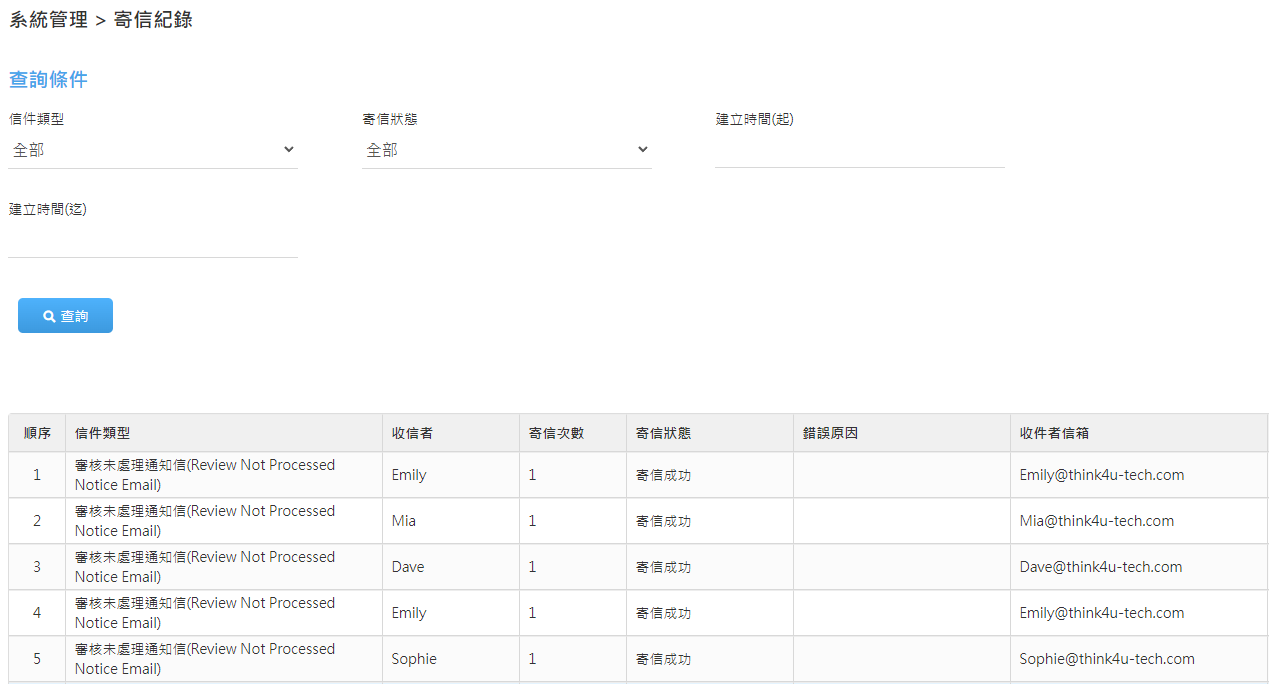 系統管理 > 寄信紀錄
查詢條件
信件類型 寄信狀態 建立時間(起)
全部 全部
建立時間(迄)
查詢
順序 信件類型 收信者 寄信次數 寄信狀態 錯誤原因 收件者信箱
1 審核未處理通知信(Review Not Processed Notice Email) Emily 1 寄信成功 Emily@think4u-tech.com
2 審核未處理通知信(Review Not Processed Notice Email) Mia 1 寄信成功 Mia@think4u-tech.com
3 審核未處理通知信(Review Not Processed Notice Email) Dave 1 寄信成功 Dave@think4u-tech.com
4 審核未處理通知信(Review Not Processed Notice Email) Emily 1 寄信成功 Emily@think4u-tech.com
5 審核未處理通知信(Review Not Processed Notice Email) Sophie 1 寄信成功 Sophie@think4u-tech.com